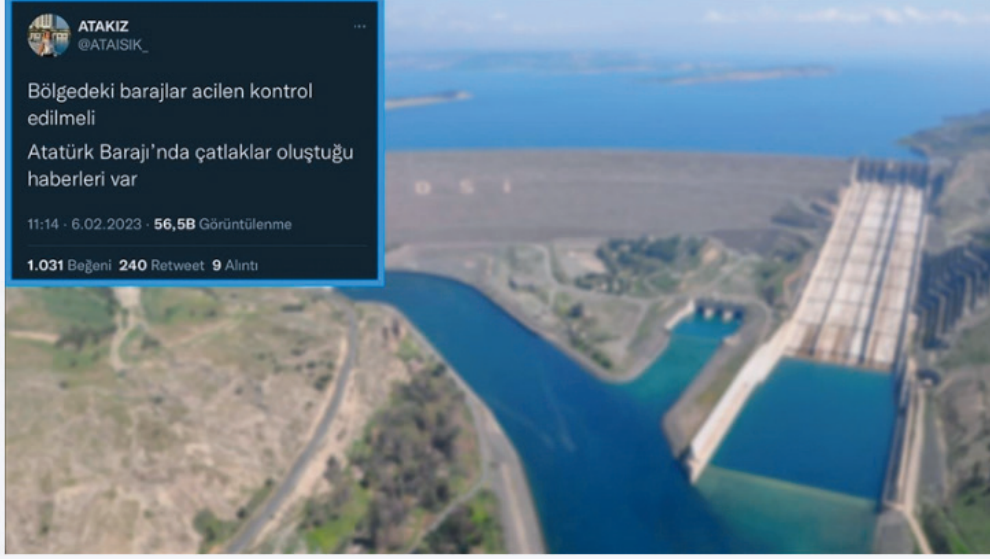 ATAKIZ
@ATAISIK_
Bölgedeki barajlar acilen kontrol
edilmeli
Atatürk Barajı'nda çatlaklar oluştuğu
haberleri var
11:14 · 6.02.2023 · 56,5B Görüntülenme
1.031 Beğeni 240 Retweet 9 Alıntı
D S İ